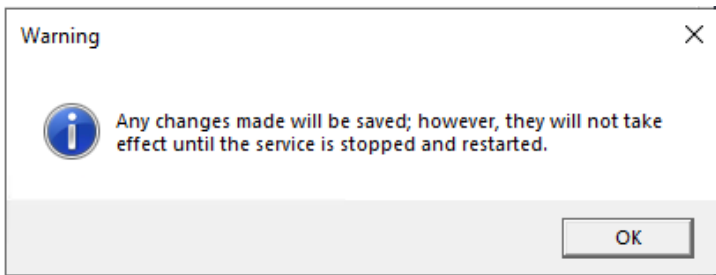 Warning
Any changes made will be saved; however, they will not take
effect until the service is stopped and restarted.
OK